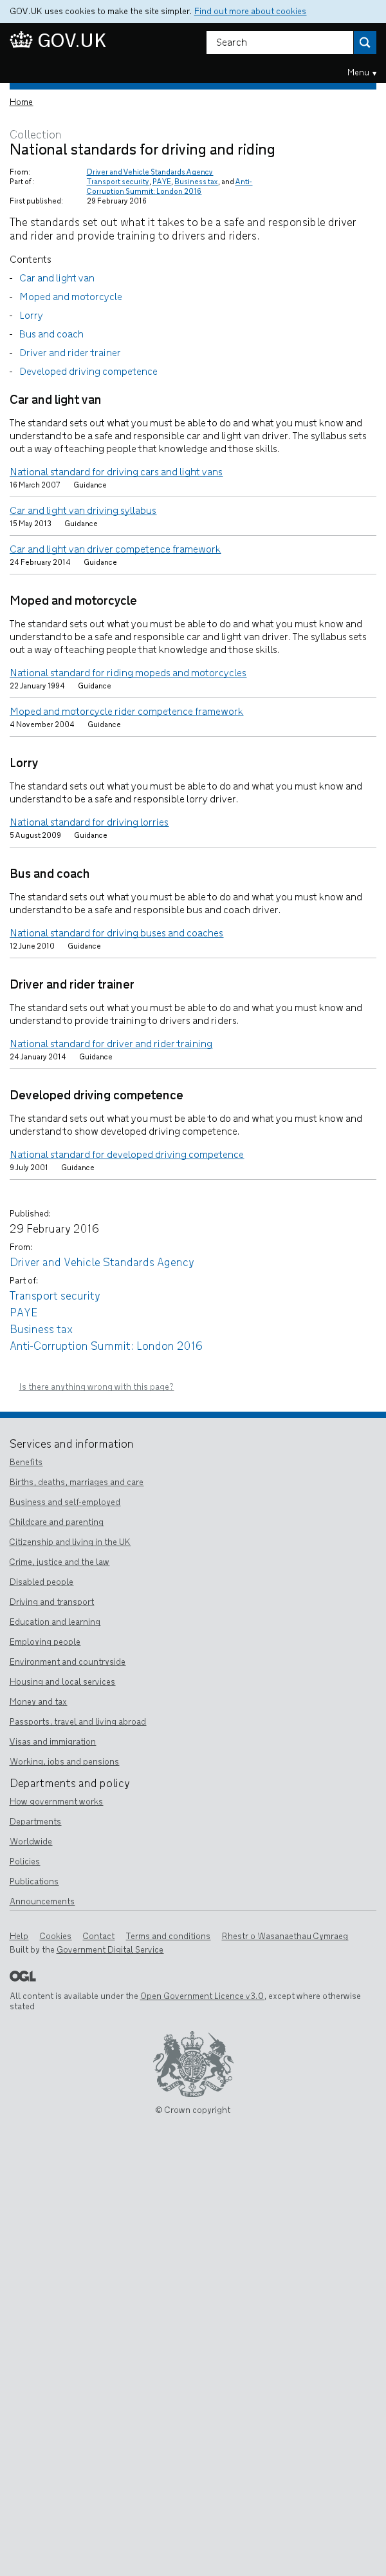 GOV.UK uses cookies to make the site simpler. Find out more about cookies
GOV.UK
Search
Menu ▾
Home
Collection
National standards for driving and riding
From: Driver and Vehicle Standards Agency
Part of: Transport security, PAYE, Business tax, and Anti-
Corruption Summit: London 2016
First published: 29 February 2016
The standards set out what it takes to be a safe and responsible driver
and rider and provide training to drivers and riders.
Contents
- Car and light van
- Moped and motorcycle
- Lorry
- Bus and coach
- Driver and rider trainer
- Developed driving competence
Car and light van
The standard sets out what you must be able to do and what you must know and
understand to be a safe and responsible car and light van driver. The syllabus sets
out a way of teaching people that knowledge and those skills.
National standard for driving cars and light vans
16 March 2007 Guidance
Car and light van driving syllabus
15 May 2013 Guidance
Car and light van driver competence framework
24 February 2014 Guidance
Moped and motorcycle
The standard sets out what you must be able to do and what you must know and
understand to be a safe and responsible car and light van driver. The syllabus sets
out a way of teaching people that knowledge and those skills.
National standard for riding mopeds and motorcycles
22 January 1994 Guidance
Moped and motorcycle rider competence framework
4 November 2004 Guidance
Lorry
The standard sets out what you must be able to do and what you must know and
understand to be a safe and responsible lorry driver.
National standard for driving lorries
5 August 2009 Guidance
Bus and coach
The standard sets out what you must be able to do and what you must know and
understand to be a safe and responsible bus and coach driver.
National standard for driving buses and coaches
12 June 2010 Guidance
Driver and rider trainer
The standard sets out what you must be able to do and what you must know and
understand to provide training to drivers and riders.
National standard for driver and rider training
24 January 2014 Guidance
Developed driving competence
The standard sets out what you must be able to do and what you must know and
understand to show developed driving competence.
National standard for developed driving competence
9 July 2001 Guidance
Published:
29 February 2016
From:
Driver and Vehicle Standards Agency
Part of:
Transport security
PAYE
Business tax
Anti-Corruption Summit: London 2016
Is there anything wrong with this page?
Services and information
Benefits
Births, deaths, marriages and care
Business and self-employed
Childcare and parenting
Citizenship and living in the UK
Crime, justice and the law
Disabled people
Driving and transport
Education and learning
Employing people
Environment and countryside
Housing and local services
Money and tax
Passports, travel and living abroad
Visas and immigration
Working, jobs and pensions
Departments and policy
How government works
Departments
Worldwide
Policies
Publications
Announcements
Help Cookies Contact Terms and conditions Rhestr o Wasanaethau Cymraeg
Built by the Government Digital Service
OGL
All content is available under the Open Government Licence v3.0, except where otherwise
stated
© Crown copyright